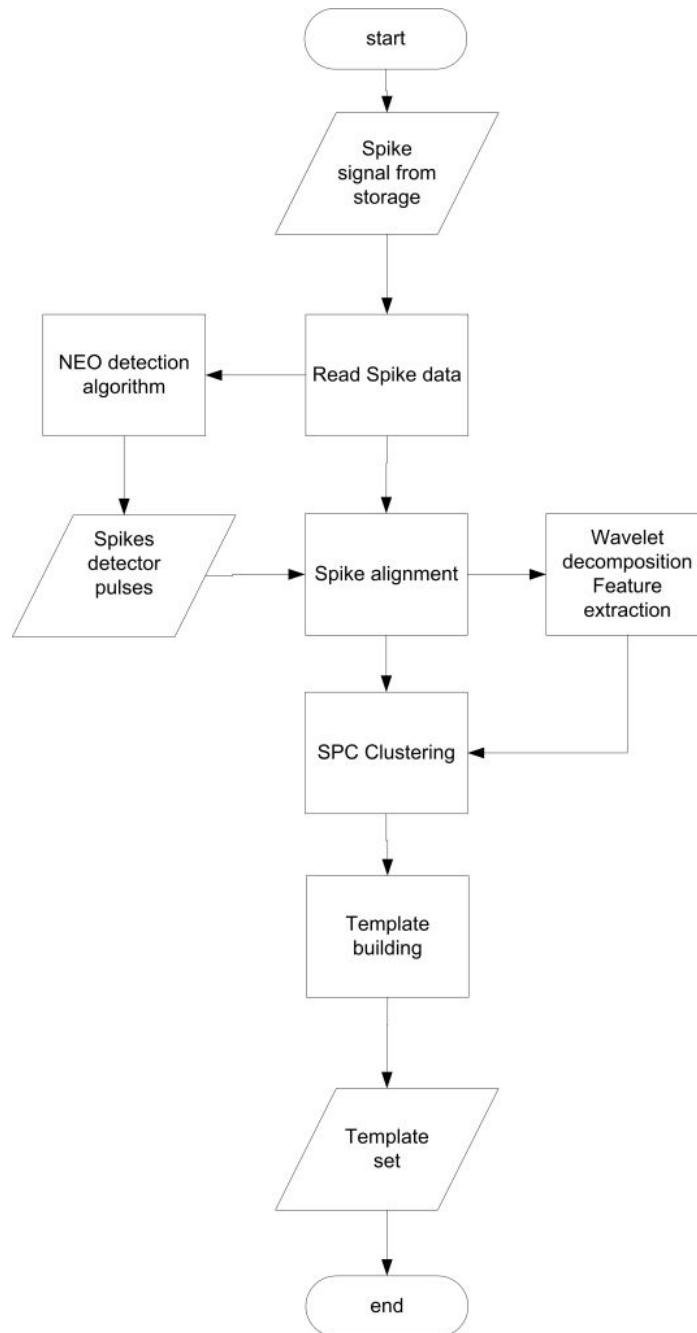 start
Spike
signal from
storage
NEO detection
algorithm
Read Spike data
Spikes
detector
pulses
Spike alignment
Wavelet
decomposition
Feature
extraction
SPC Clustering
Template
building
Template
set
end